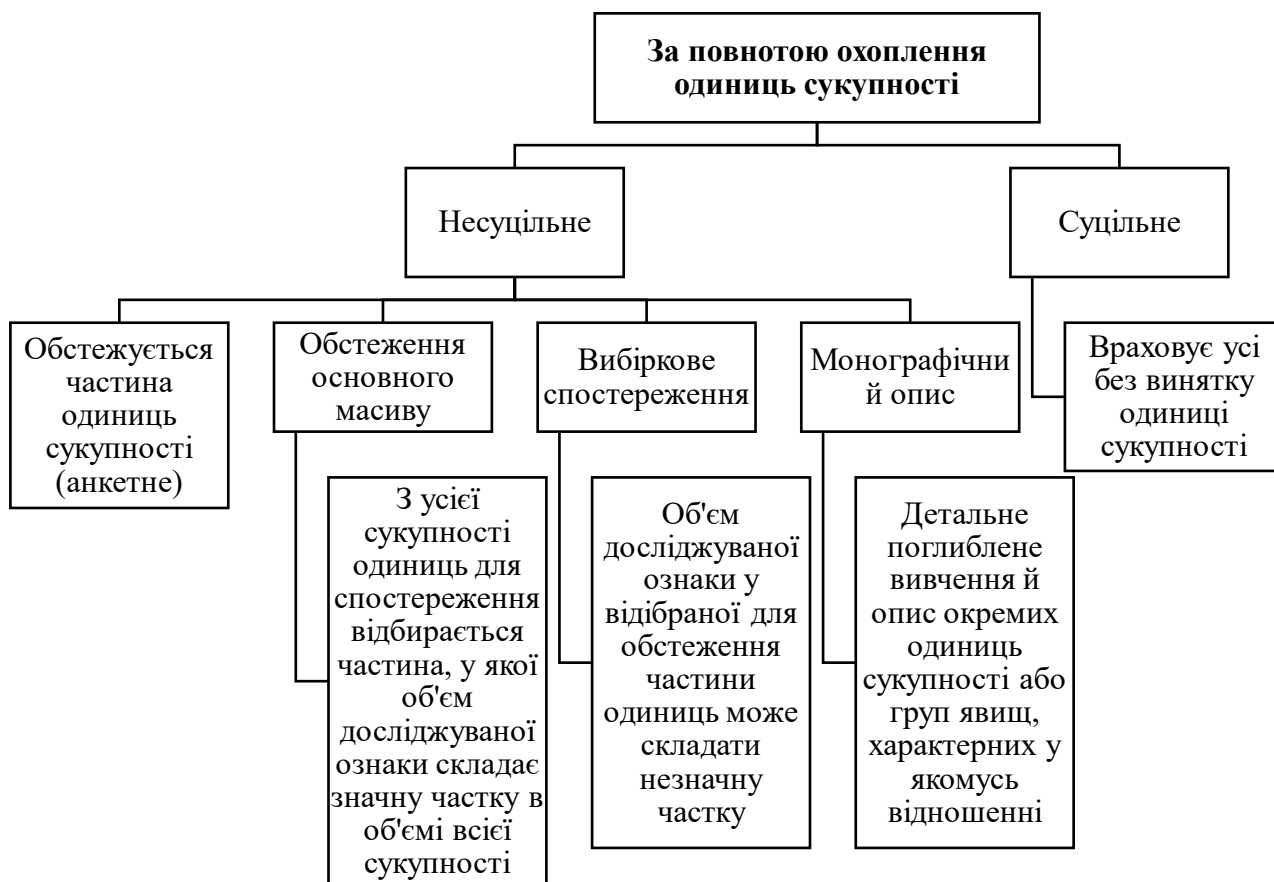 За повнотою охоплення
одиниць сукупності
Несуцільне
Суцільне
Обстежується
частина
одиниць
сукупності
(анкетне)
Обстеження
основного
масиву
Вибіркове
спостереження
Монографічни
й опис
Враховує усі
без винятку
одиниці
сукупності
З усієї
сукупності
одиниць для
спостереження
відбирається
частина, у якої
об'єм
досліджуваної
ознаки складає
значну частку в
об'ємі всієї
сукупності
Об'єм
досліджуваної
ознаки у
відібраної для
обстеження
частини
одиниць може
складати
незначну
частку
Детальне
поглиблене
вивчення й
опис окремих
одиниць
сукупності або
груп явищ,
характерних у
якомусь
відношенні